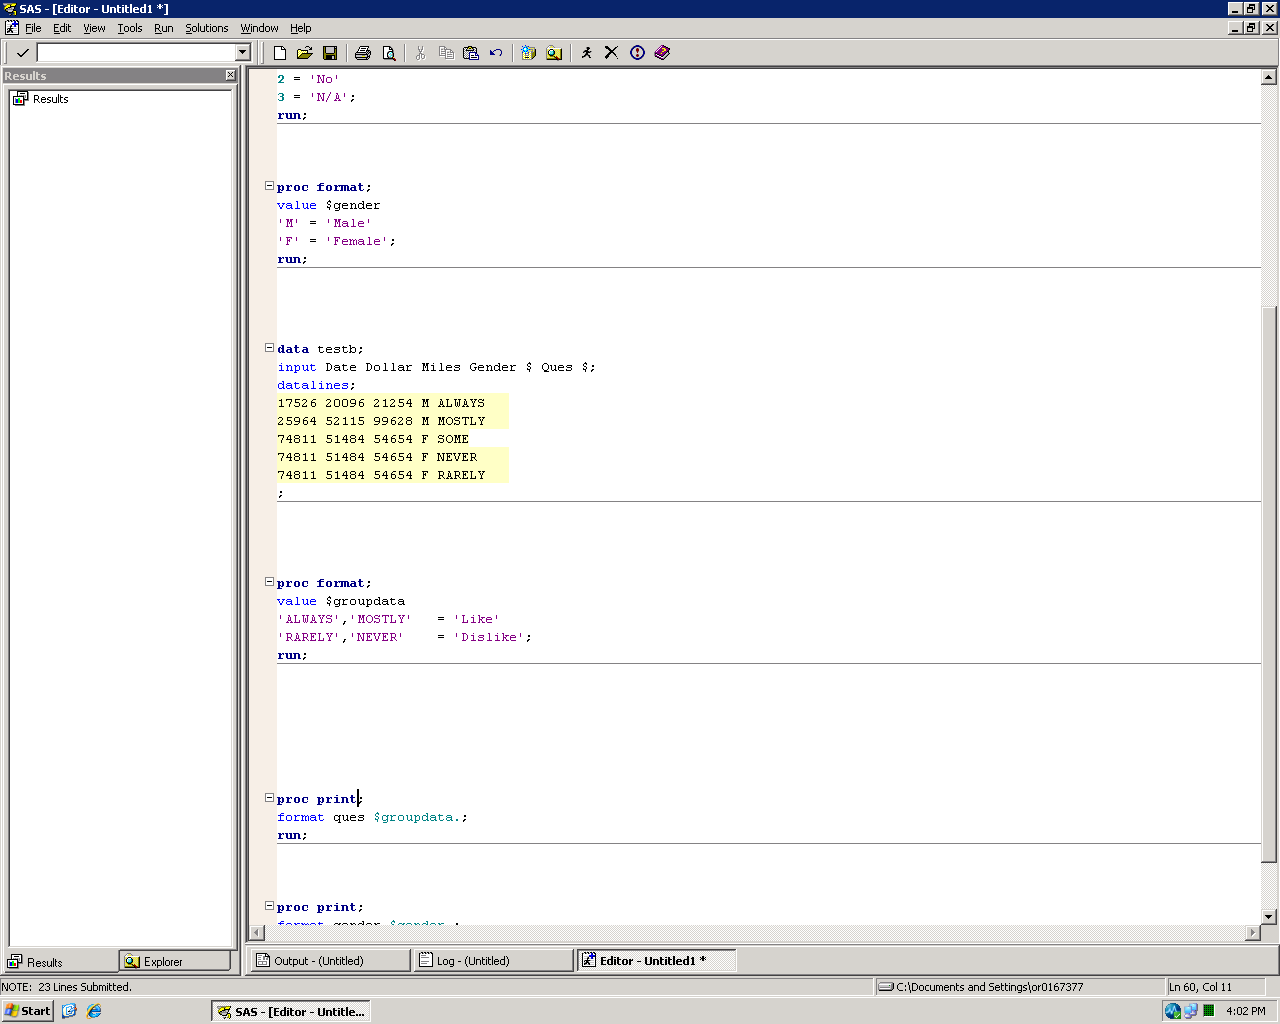 SAS - [Editor - Untitled1 *]
File Edit View Tools Run Solutions Window Help
Results
Results
2 = 'No'
3 = 'N/A';
run;
proc format;
value $gender
'M' = 'Male'
'F' = 'Female';
run;
data testb;
input Date Dollar Miles Gender $ Ques $;
datalines;
17526 20096 21254 M ALWAYS
25964 52115 99628 M MOSTLY
74811 51484 54654 F SOME
74811 51484 54654 F NEVER
74811 51484 54654 F RARELY
;
proc format;
value $groupdata
'ALWAYS','MOSTLY' = 'Like'
'RARELY','NEVER' = 'Dislike';
run;
proc print;
format ques $groupdata.;
run;
proc print;
format gender $gender.;
Results Explorer
Output - (Untitled) Log - (Untitled) Editor - Untitled1 *
NOTE: 23 Lines Submitted. C:\Documents and Settings\or0167377 Ln 60, Col 11
Start SAS - [Editor - Untitle... 4:02 PM